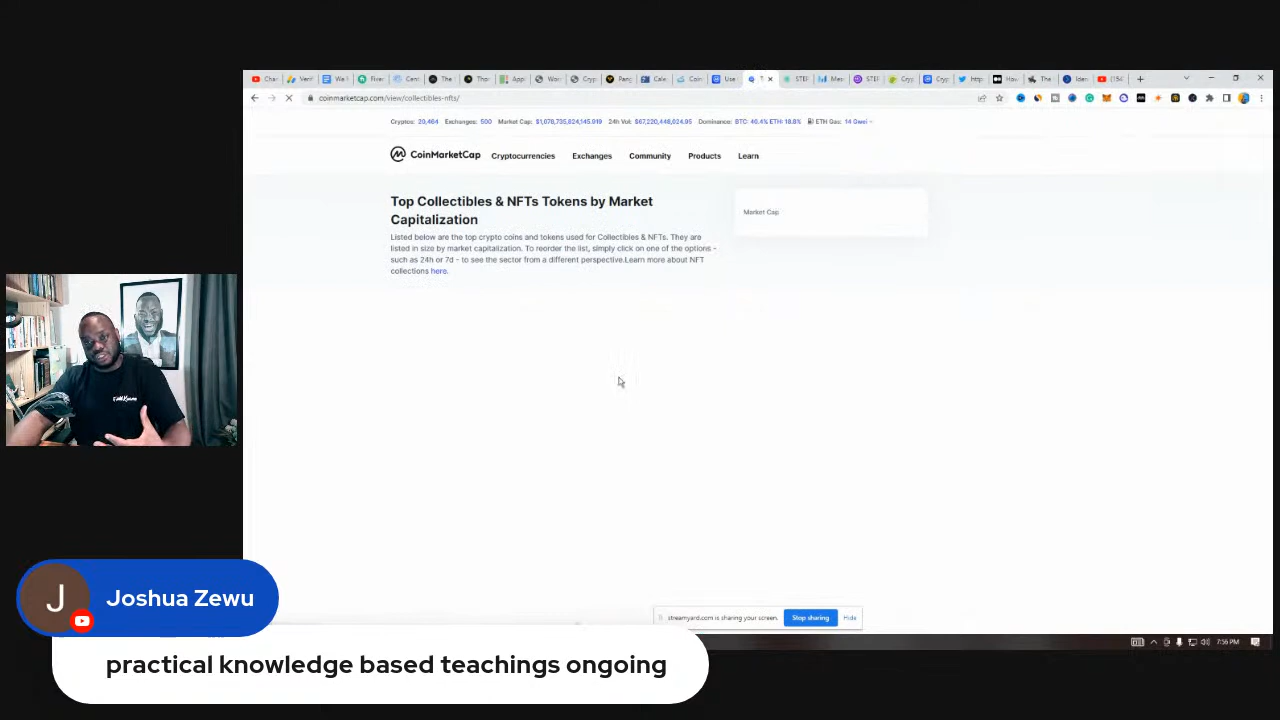 coinmarketcap.com/view/collectibles-nfts/
Cryptos: 20,464 Exchanges: 500 Market Cap: $1,078,735,824,145.919 24h Vol: $67,220,448,024.95 Dominance: BTC: 40.4% ETH: 18.8% ETH Gas: 14 Gwei
CoinMarketCap Cryptocurrencies Exchanges Community Products Learn
Top Collectibles & NFTs Tokens by Market
Capitalization
Listed below are the top crypto coins and tokens used for Collectibles & NFTs. They are
listed in size by market capitalization. To reorder the list, simply click on one of the options -
such as 24h or 7d - to see the sector from a different perspective.Learn more about NFT
collections here.
Market Cap
streamyard.com is sharing your screen. Stop sharing Hide
7:56 PM
J
Joshua Zewu
practical knowledge based teachings ongoing